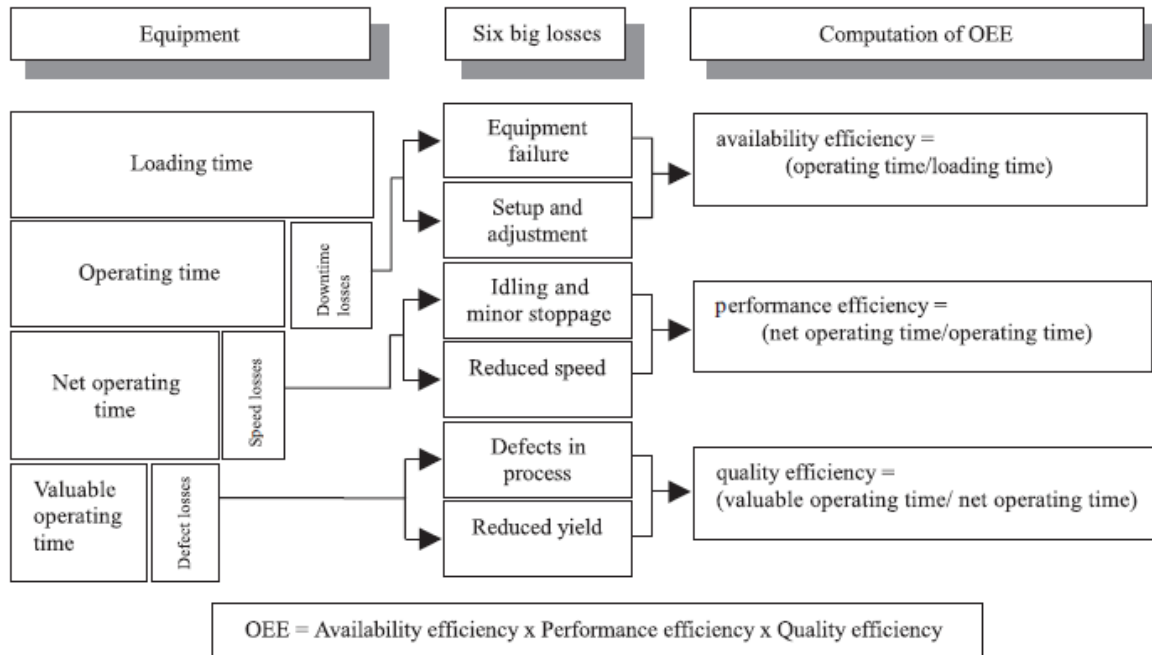 Equipment
Six big losses
Computation of OEE
Loading time
Operating time
Downtime
losses
Net operating
time
Speed losses
Valuable
operating
time
Defect losses
Equipment
failure
Setup and
adjustment
Idling and
minor stoppage
Reduced speed
Defects in
process
Reduced yield
availability efficiency =
(operating time/loading time)
performance efficiency =
(net operating time/operating time)
quality efficiency =
(valuable operating time/ net operating time)
OEE = Availability efficiency x Performance efficiency x Quality efficiency